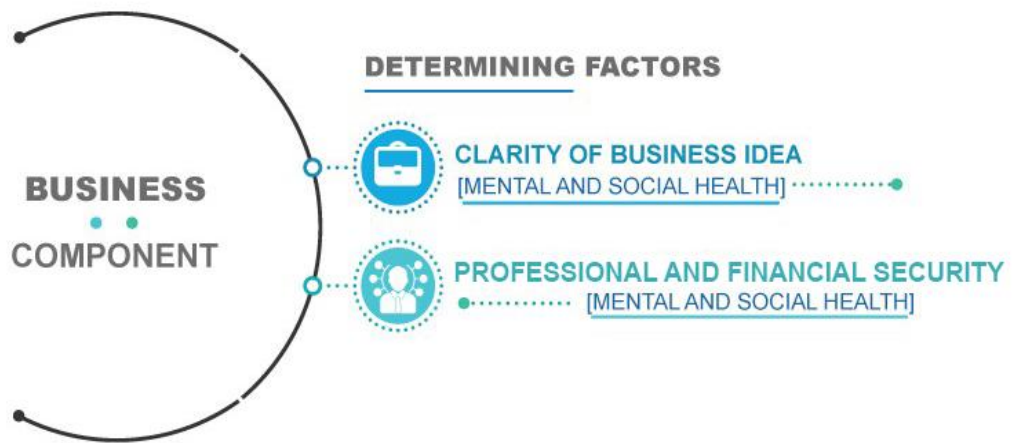 DETERMINING FACTORS
BUSINESS
COMPONENT
CLARITY OF BUSINESS IDEA
[MENTAL AND SOCIAL HEALTH]
PROFESSIONAL AND FINANCIAL SECURITY
[MENTAL AND SOCIAL HEALTH]